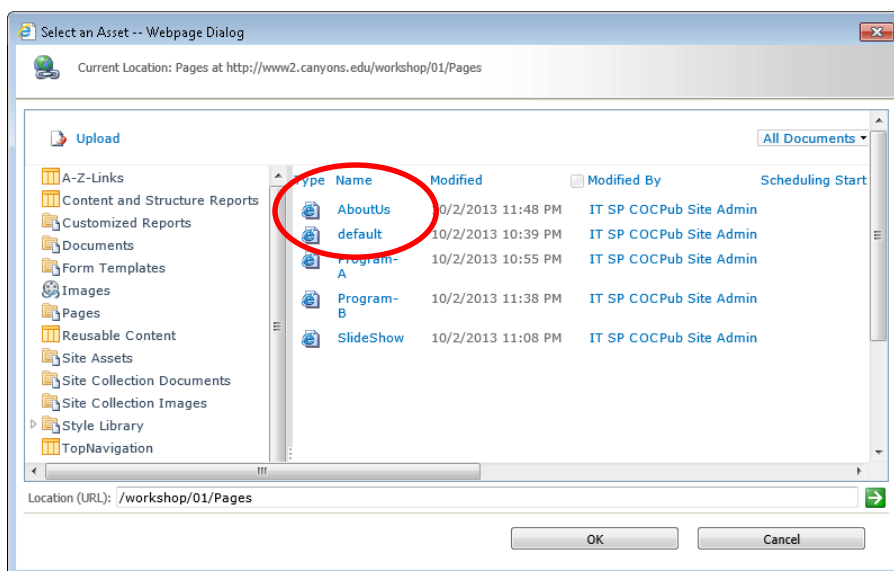 Select an Asset -- Webpage Dialog
Current Location: Pages at http://www2.canyons.edu/workshop/01/Pages
Upload
All Documents
A-Z-Links
Content and Structure Reports
Customized Reports
Documents
Form Templates
Images
Pages
Reusable Content
Site Assets
Site Collection Documents
Site Collection Images
Style Library
TopNavigation
Type Name Modified Modified By Scheduling Start
AboutUs 10/2/2013 11:48 PM IT SP COCPub Site Admin
default 10/2/2013 10:39 PM IT SP COCPub Site Admin
Program- 10/2/2013 10:55 PM IT SP COCPub Site Admin
A
Program- 10/2/2013 11:38 PM IT SP COCPub Site Admin
B
SlideShow 10/2/2013 11:08 PM IT SP COCPub Site Admin
Location (URL): /workshop/01/Pages
OK Cancel